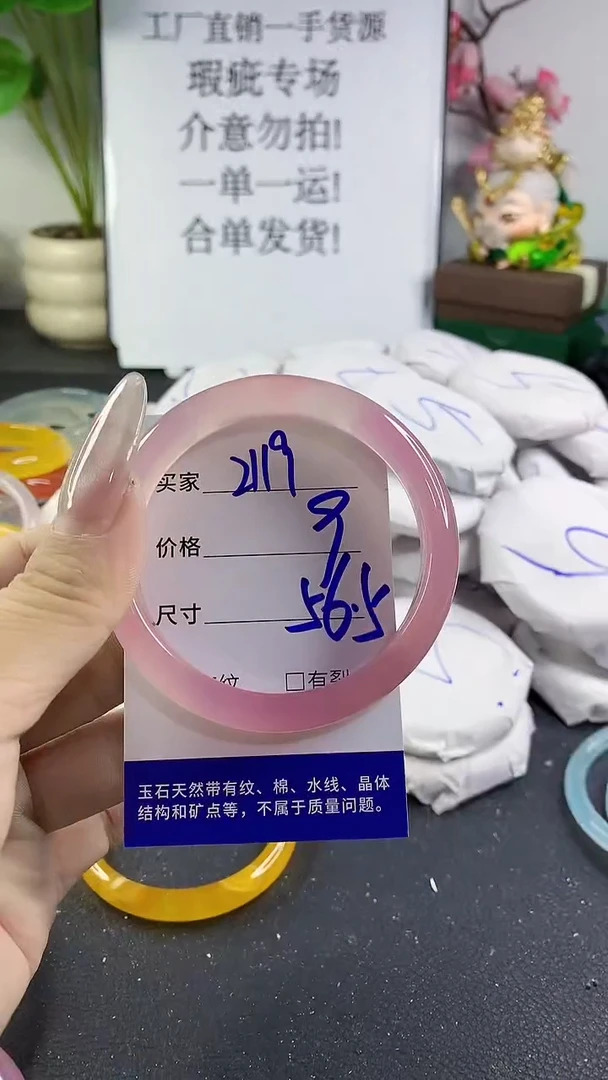 工厂直销一手货源
瑕疵专场
介意勿拍!
一单一运!
合单发货!
买家 2119
价格 9
尺寸 56.5
纹 □有裂
玉石天然带有纹、棉、水线、晶体
结构和矿点等，不属于质量问题。